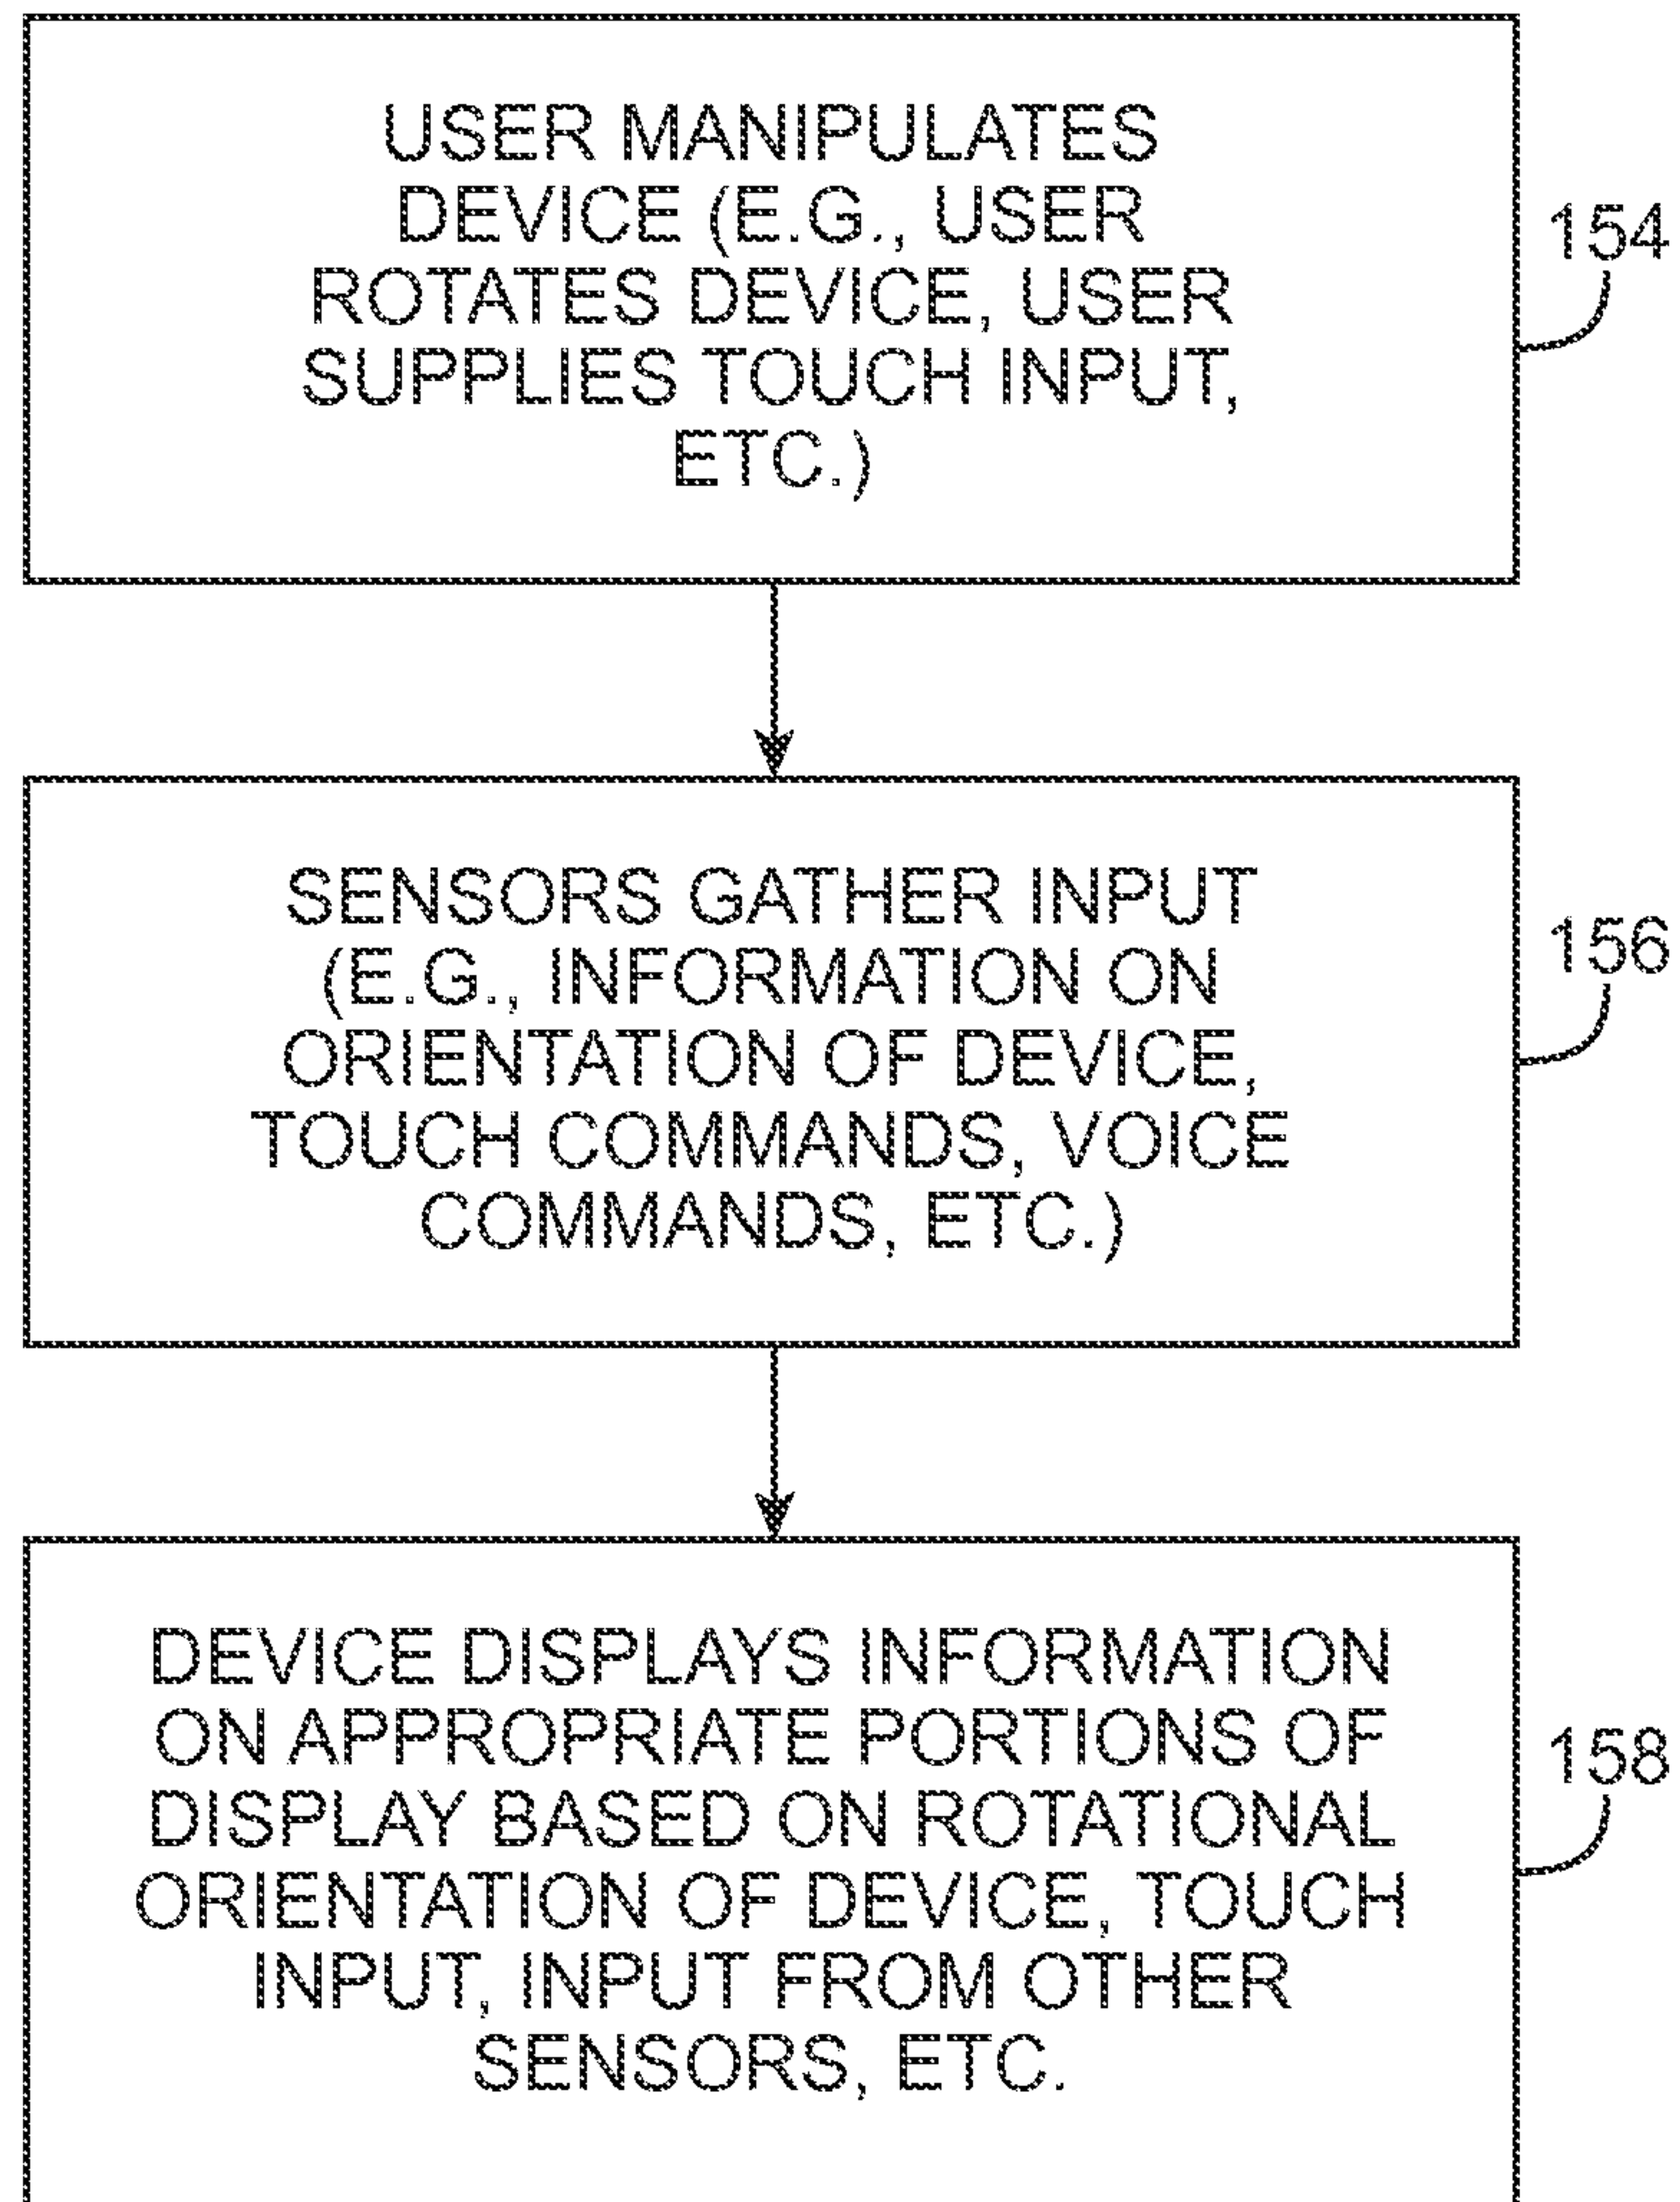 USER MANIPULATES
DEVICE (E.G., USER
ROTATES DEVICE, USER
SUPPLIES TOUCH INPUT,
ETC.)
154
SENSORS GATHER INPUT
(E.G., INFORMATION ON
ORIENTATION OF DEVICE,
TOUCH COMMANDS, VOICE
COMMANDS, ETC.)
156
DEVICE DISPLAYS INFORMATION
ON APPROPRIATE PORTIONS OF
DISPLAY BASED ON ROTATIONAL
ORIENTATION OF DEVICE, TOUCH
INPUT, INPUT FROM OTHER
SENSORS, ETC.
158